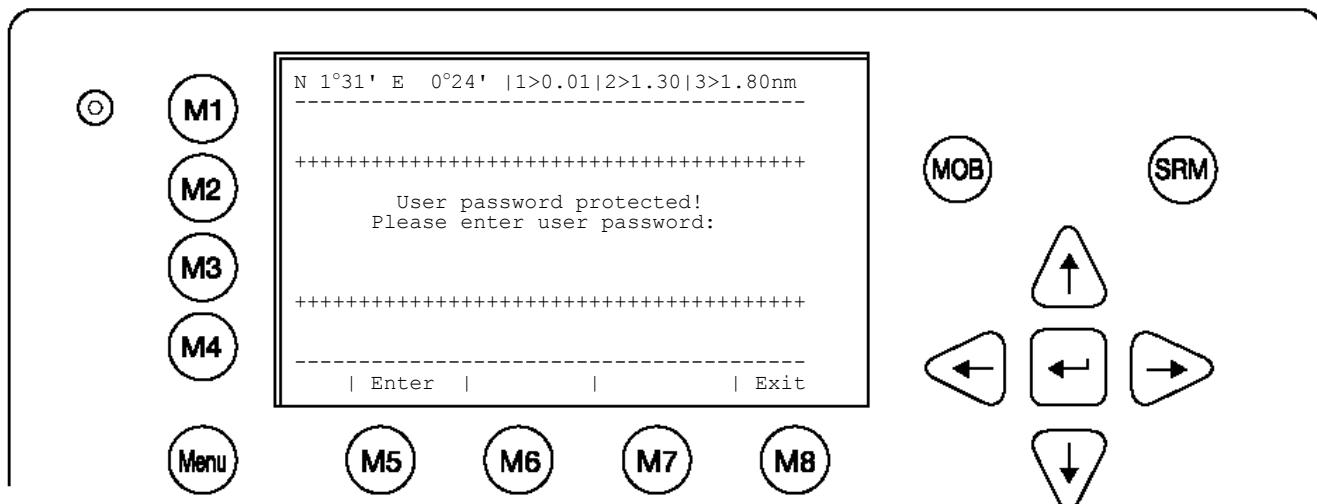 N 1°31' E 0°24' |1>0.01|2>1.30|3>1.80nm
----------------------------------------
++++++++++++++++++++++++++++++++++++++++
User password protected!
Please enter user password:
++++++++++++++++++++++++++++++++++++++++
----------------------------------------
| Enter | | | Exit
M1
M2
M3
M4
Menu
M5 M6 M7 M8
MOB SRM